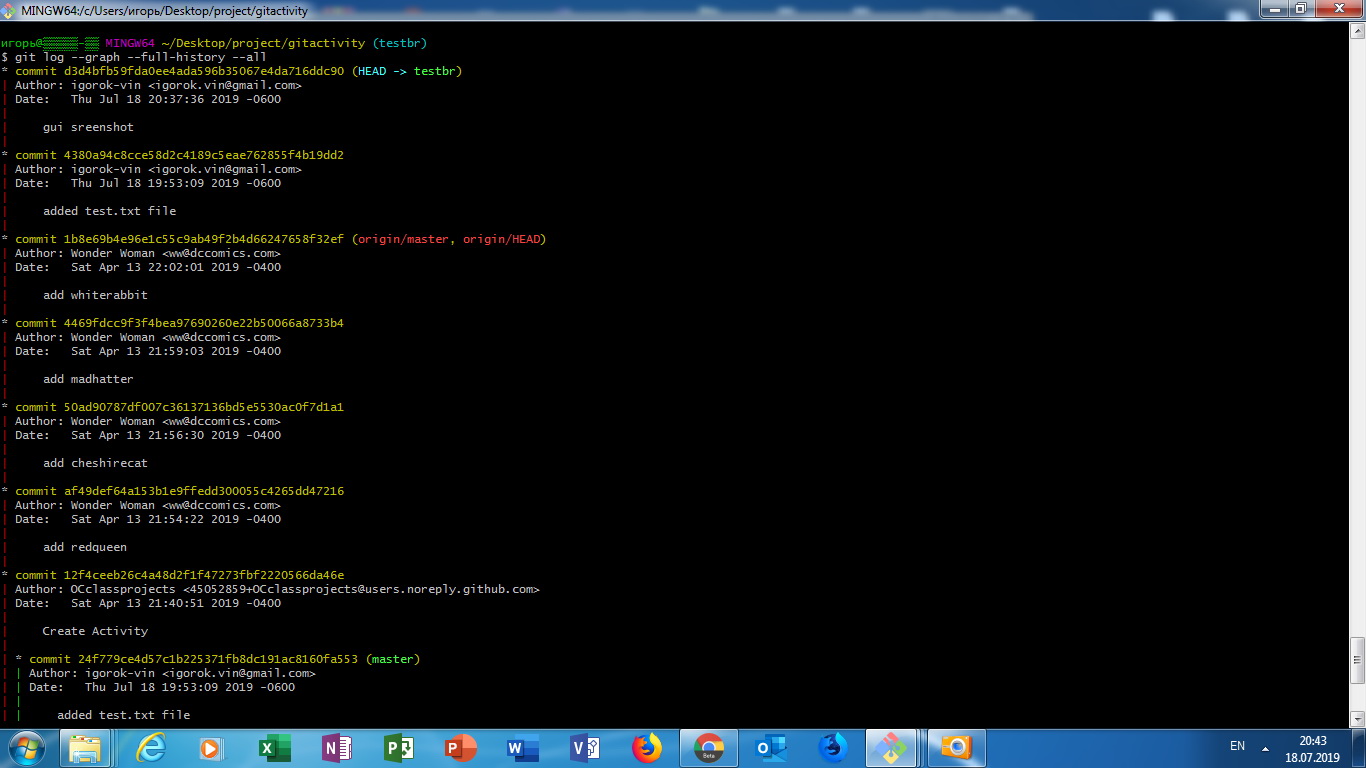 MINGW64:/c/Users/игорь/Desktop/project/gitactivity
игорь@▒▒▒▒▒-▒▒ MINGW64 ~/Desktop/project/gitactivity (testbr)
$ git log --graph --full-history --all
* commit d3d4bfb59fda0ee4ada596b35067e4da716ddc90 (HEAD -> testbr)
| Author: igorok-vin <igorok.vin@gmail.com>
| Date:   Thu Jul 18 20:37:36 2019 -0600
|
|     gui sreenshot
|
* commit 4380a94c8cce58d2c4189c5eae762855f4b19dd2
| Author: igorok-vin <igorok.vin@gmail.com>
| Date:   Thu Jul 18 19:53:09 2019 -0600
|
|     added test.txt file
|
* commit 1b8e69b4e96e1c55c9ab49f2b4d66247658f32ef (origin/master, origin/HEAD)
| Author: Wonder Woman <ww@dccomics.com>
| Date:   Sat Apr 13 22:02:01 2019 -0400
|
|     add whiterabbit
|
* commit 4469fdcc9f3f4bea97690260e22b50066a8733b4
| Author: Wonder Woman <ww@dccomics.com>
| Date:   Sat Apr 13 21:59:03 2019 -0400
|
|     add madhatter
|
* commit 50ad90787df007c36137136bd5e5530ac0f7d1a1
| Author: Wonder Woman <ww@dccomics.com>
| Date:   Sat Apr 13 21:56:30 2019 -0400
|
|     add cheshirecat
|
* commit af49def64a153b1e9ffedd300055c4265dd47216
| Author: Wonder Woman <ww@dccomics.com>
| Date:   Sat Apr 13 21:54:22 2019 -0400
|
|     add redqueen
|
* commit 12f4ceeb26c4a48d2f1f47273fbf2220566da46e
| Author: OCclassprojects <45052859+OCclassprojects@users.noreply.github.com>
| Date:   Sat Apr 13 21:40:51 2019 -0400
|
|     Create Activity
|
| * commit 24f779ce4d57c1b225371fb8dc191ac8160fa553 (master)
| | Author: igorok-vin <igorok.vin@gmail.com>
| | Date:   Thu Jul 18 19:53:09 2019 -0600
| |
| |     added test.txt file
Beta
EN
20:43
18.07.2019